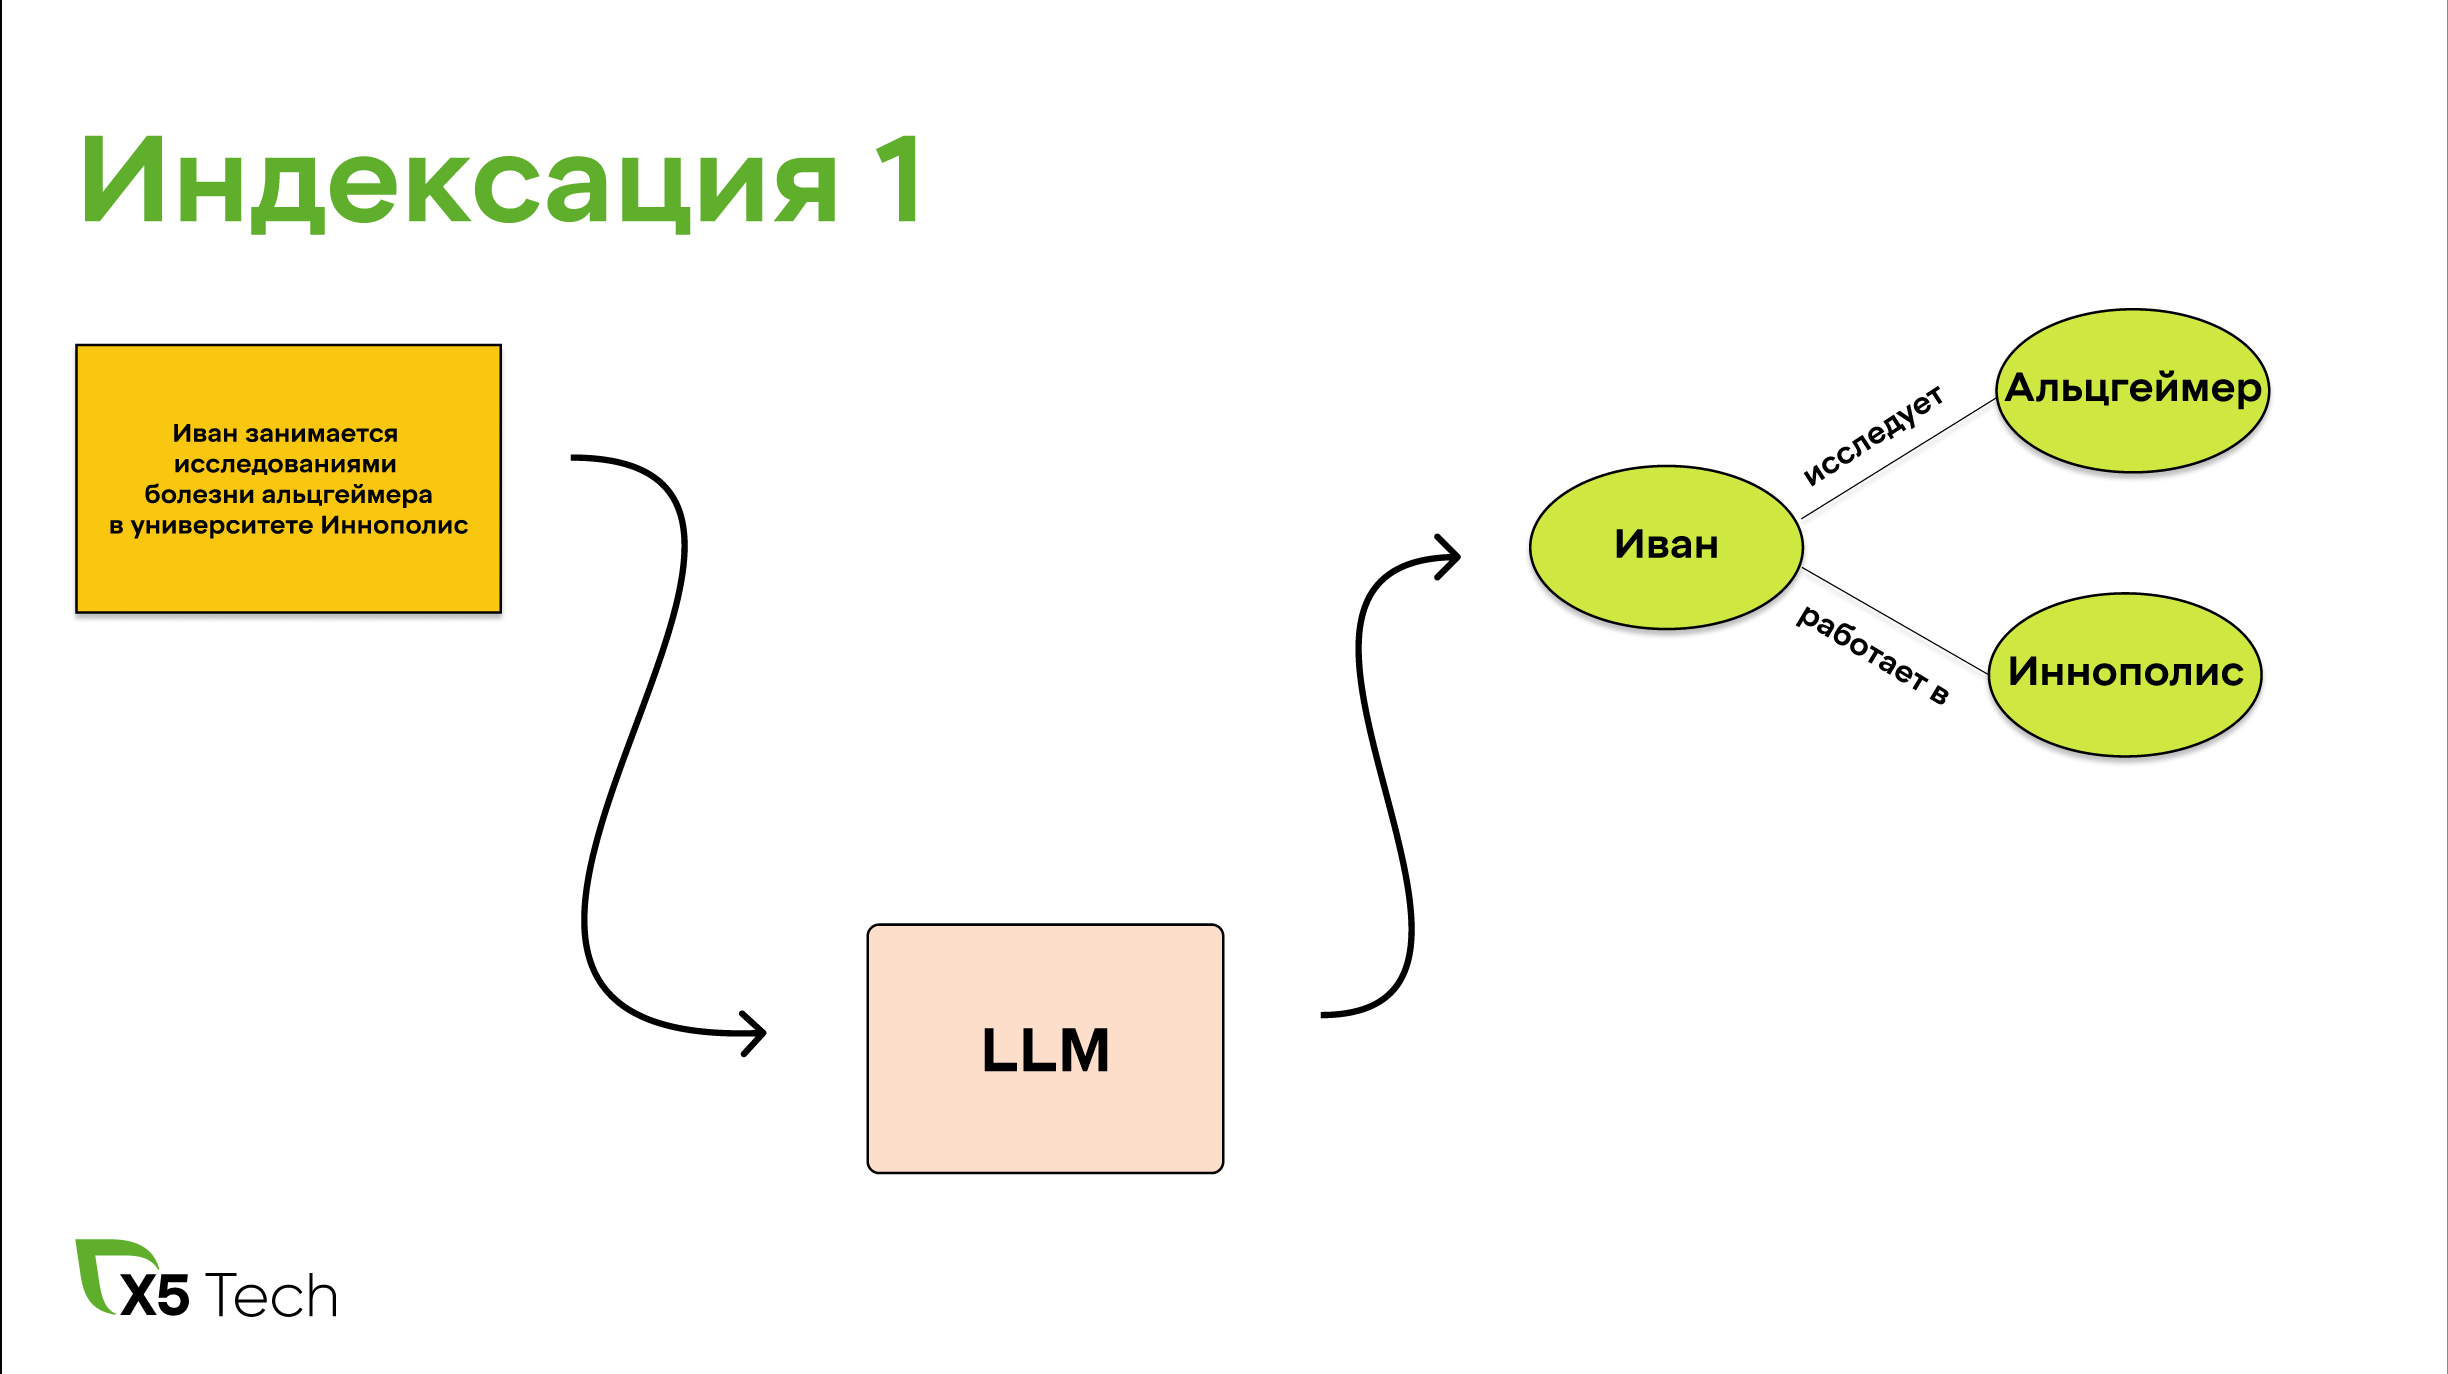 Индексация 1
Иван занимается
исследованиями
болезни альцгеймера
в университете Иннополис
LLM
Иван
исследует
Альцгеймер
работает в
Иннополис
X5 Tech